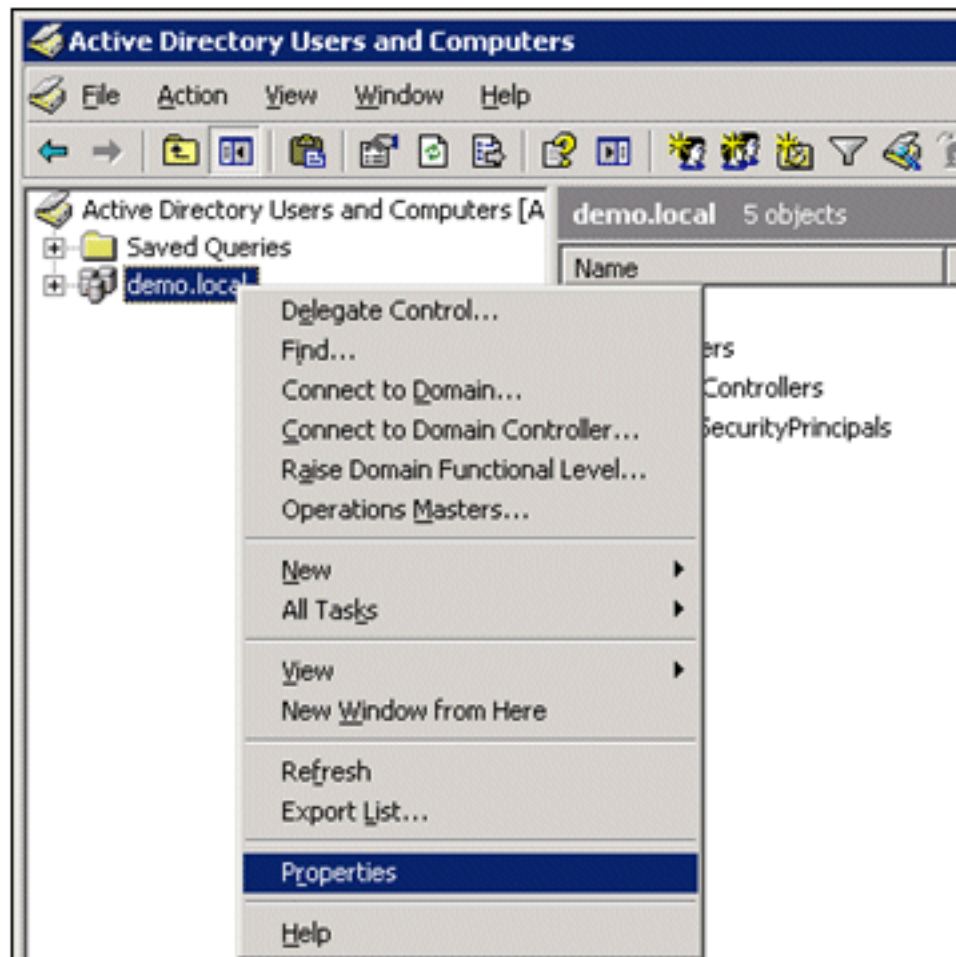 Active Directory Users and Computers
File Action View Window Help
Active Directory Users and Computers [A
demo.local 5 objects
Saved Queries
Name
demo.local
Delegate Control...
Find...
ers
Connect to Domain...
Controllers
Connect to Domain Controller...
SecurityPrincipals
Raise Domain Functional Level...
Operations Masters...
New
All Tasks
View
New Window from Here
Refresh
Export List...
Properties
Help